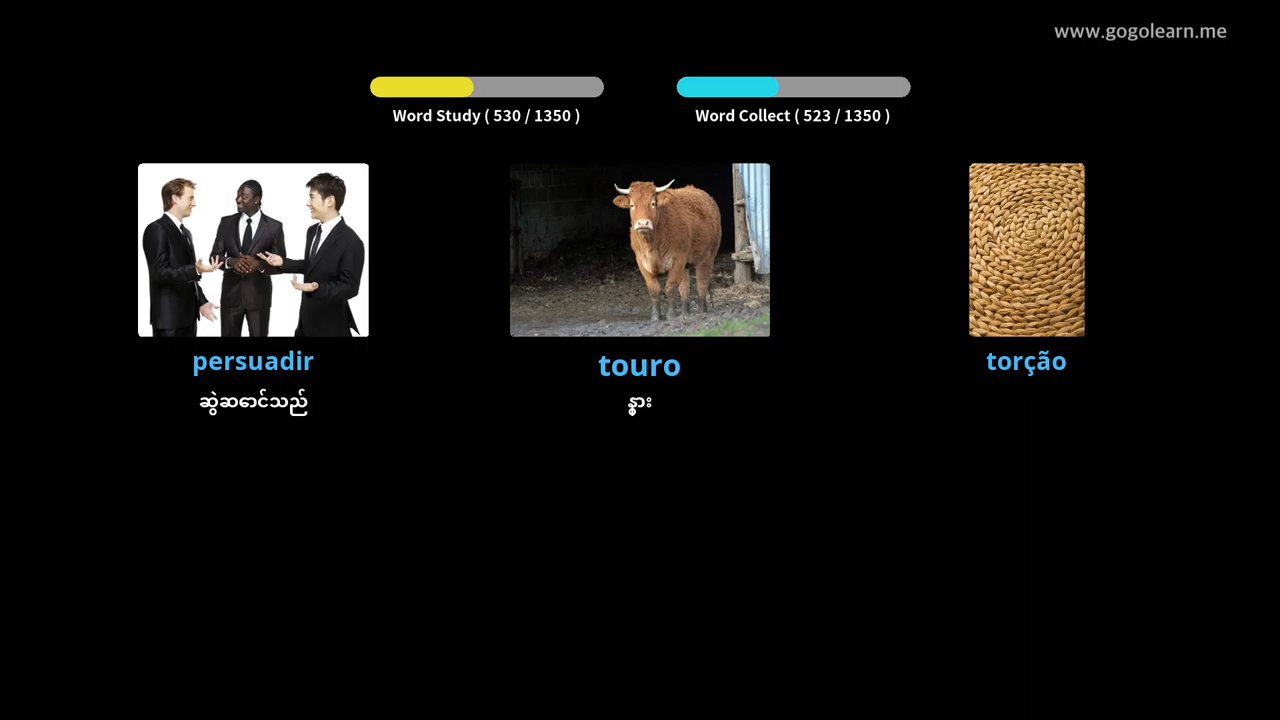 www.gogolearn.me
Word Study ( 530 / 1350 )
Word Collect ( 523 / 1350 )
persuadir
touro
torção
ဆွဲဆောင်သည်
နွား